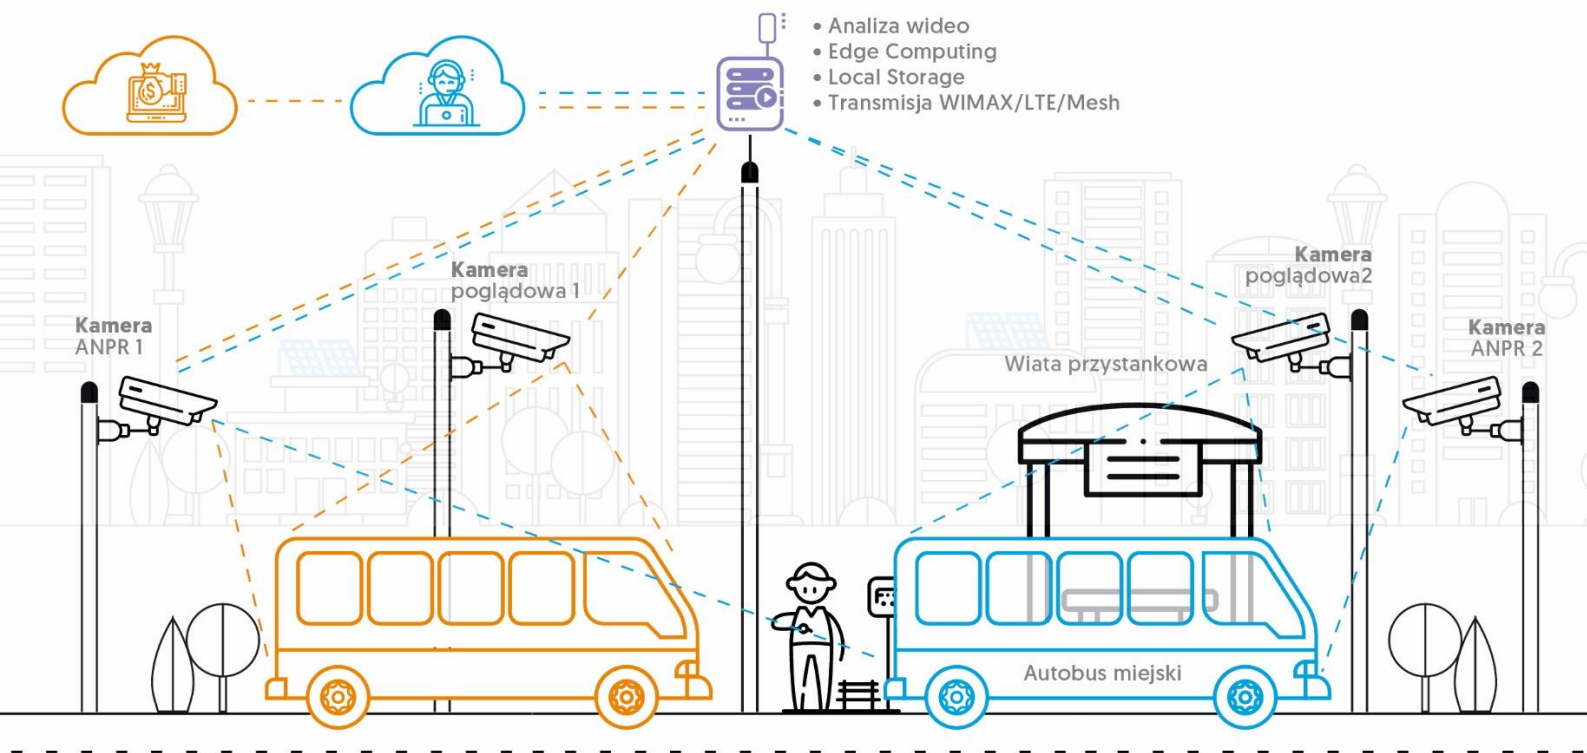 • Analiza wideo
• Edge Computing
• Local Storage
• Transmisja WIMAX/LTE/Mesh
Kamera
poglądowa 1
Kamera
poglądowa2
Kamera
ANPR 1
Kamera
ANPR 2
Wiata przystankowa
Autobus miejski